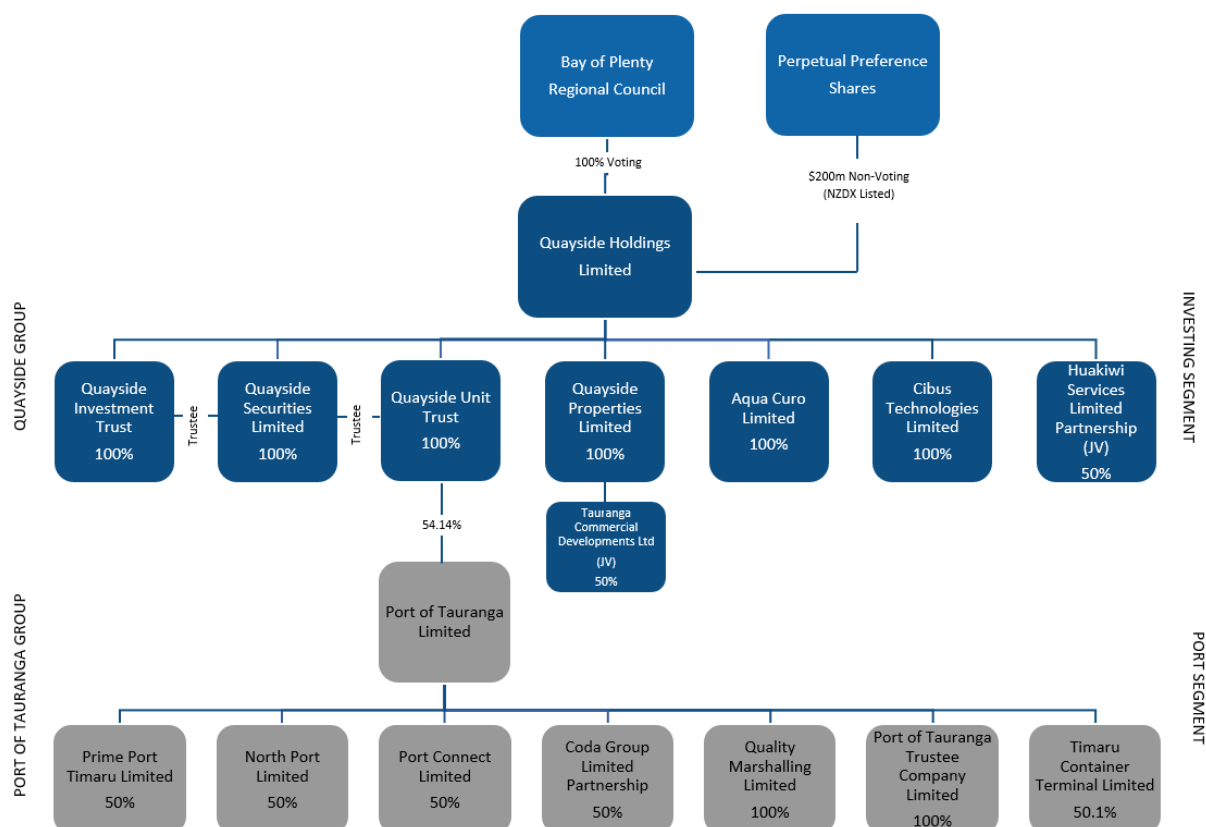 Bay of Plenty
Regional Council
Perpetual Preference
Shares
100% Voting
$200m Non-Voting
(NZDX Listed)
Quayside Holdings
Limited
QUAYSIDE GROUP
INVESTING SEGMENT
Quayside
Investment
Trust
100%
Trustee
Quayside
Securities
Limited
100%
Trustee
Quayside Unit
Trust
100%
Quayside
Properties
Limited
100%
Aqua Curo
Limited
100%
Cibus
Technologies
Limited
100%
Huakiwi
Services
Limited
Partnership
(JV)
50%
54.14%
Tauranga
Commercial
Developments Ltd
(JV)
50%
PORT OF TAURANGA GROUP
PORT SEGMENT
Port of Tauranga
Limited
Prime Port
Timaru Limited
50%
North Port
Limited
50%
Port Connect
Limited
50%
Coda Group
Limited
Partnership
50%
Quality
Marshalling
Limited
100%
Port of Tauranga
Trustee
Company
Limited
100%
Timaru
Container
Terminal Limited
50.1%